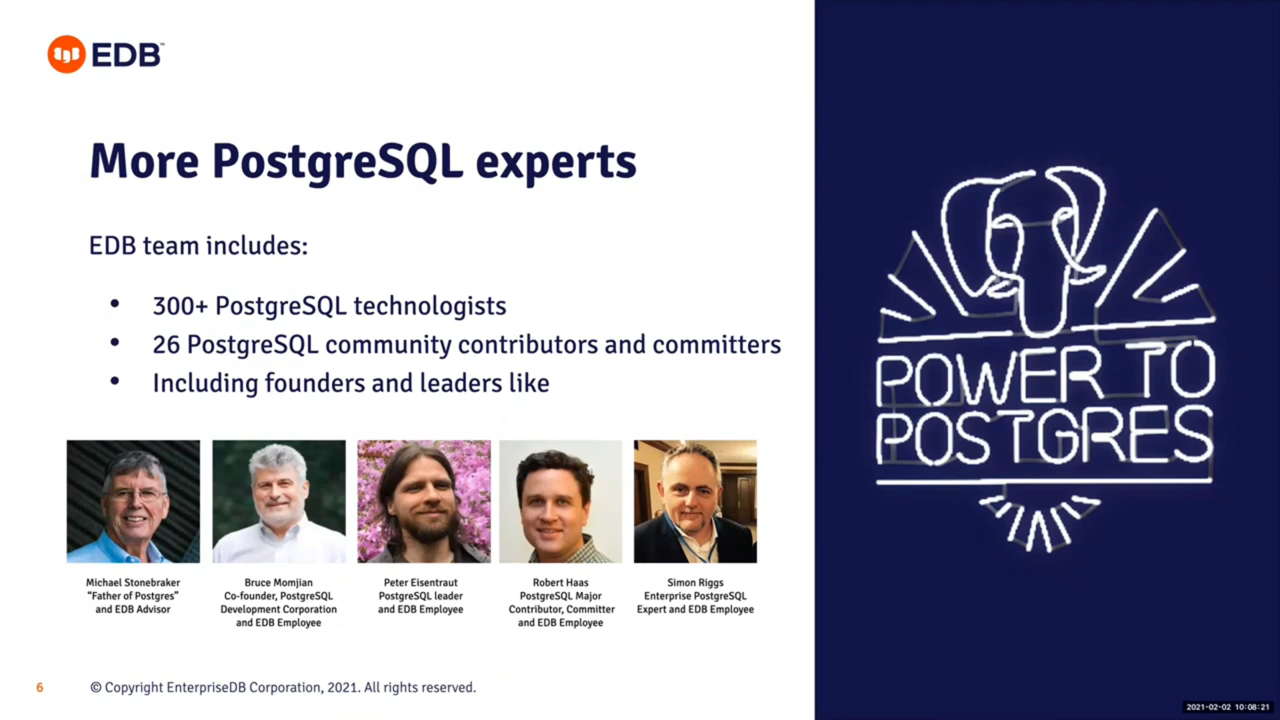 EDB™
More PostgreSQL experts
EDB team includes:
• 300+ PostgreSQL technologists
• 26 PostgreSQL community contributors and committers
• Including founders and leaders like
Michael Stonebraker
“Father of Postgres”
and EDB Advisor
Bruce Momjian
Co-founder, PostgreSQL
Development Corporation
and EDB Employee
Peter Eisentraut
PostgreSQL leader
and EDB Employee
Robert Haas
PostgreSQL Major
Contributor, Committer
and EDB Employee
Simon Riggs
Enterprise PostgreSQL
Expert and EDB Employee
POWER TO
POSTGRES
6
© Copyright EnterpriseDB Corporation, 2021. All rights reserved.
2021-02-02 10:08:21